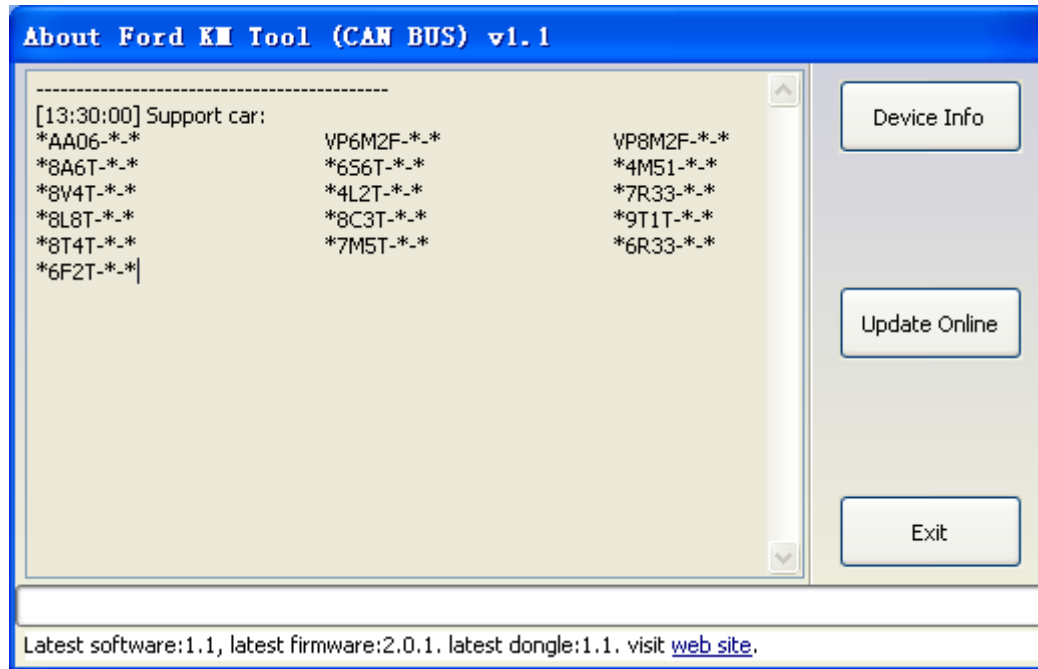 About Ford KM Tool (CAN BUS) v1.1
--------------------------------------------
[13:30:00] Support car:
*AA06-*-* VP6M2F-*-* VP8M2F-*-*
*8A6T-*-* *6S6T-*-* *4M51-*-*
*8V4T-*-* *4L2T-*-* *7R33-*-*
*8L8T-*-* *8C3T-*-* *9T1T-*-*
*8T4T-*-* *7M5T-*-* *6R33-*-*
*6F2T-*-*
Device Info
Update Online
Exit
Latest software:1.1, latest firmware:2.0.1. latest dongle:1.1. visit web site.